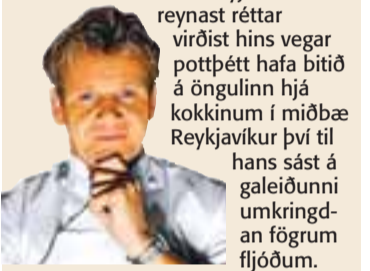 reynast réttar
virðist hins vegar
pottþétt hafa bitið
á öngulinn hjá
kokkinum í miðbæ
Reykjavíkur því til
hans sást á
galeiðunni
umkringd-
an fögrum
fljóðum.